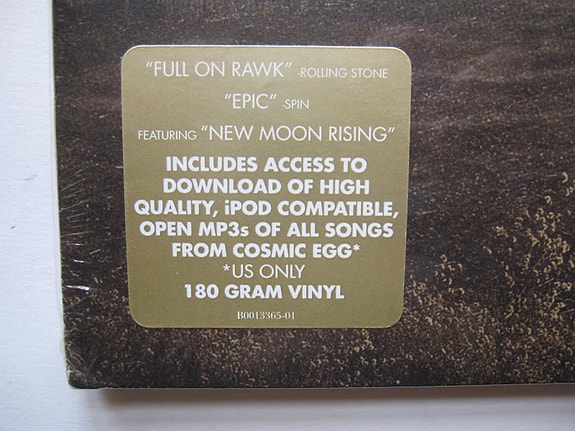 "FULL ON RAWK" -ROLLING STONE
"EPIC" -SPIN
FEATURING "NEW MOON RISING"
INCLUDES ACCESS TO
DOWNLOAD OF HIGH
QUALITY, iPOD COMPATIBLE,
OPEN MP3s OF ALL SONGS
FROM COSMIC EGG*
*US ONLY
180 GRAM VINYL
B0013365-01